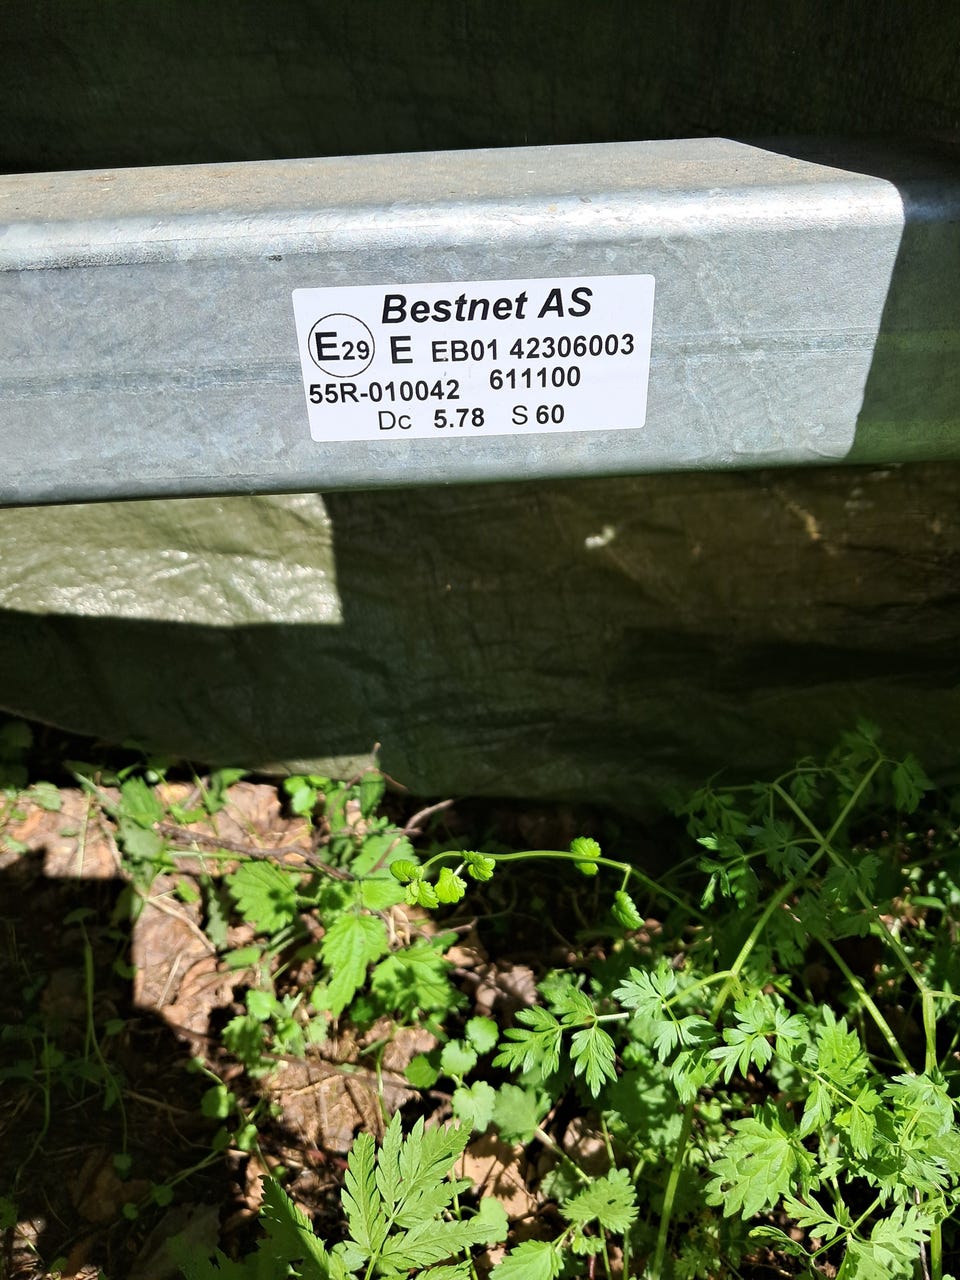 Bestnet AS
E29 E EB01 42306003
55R-010042 611100
Dc 5.78 S 60